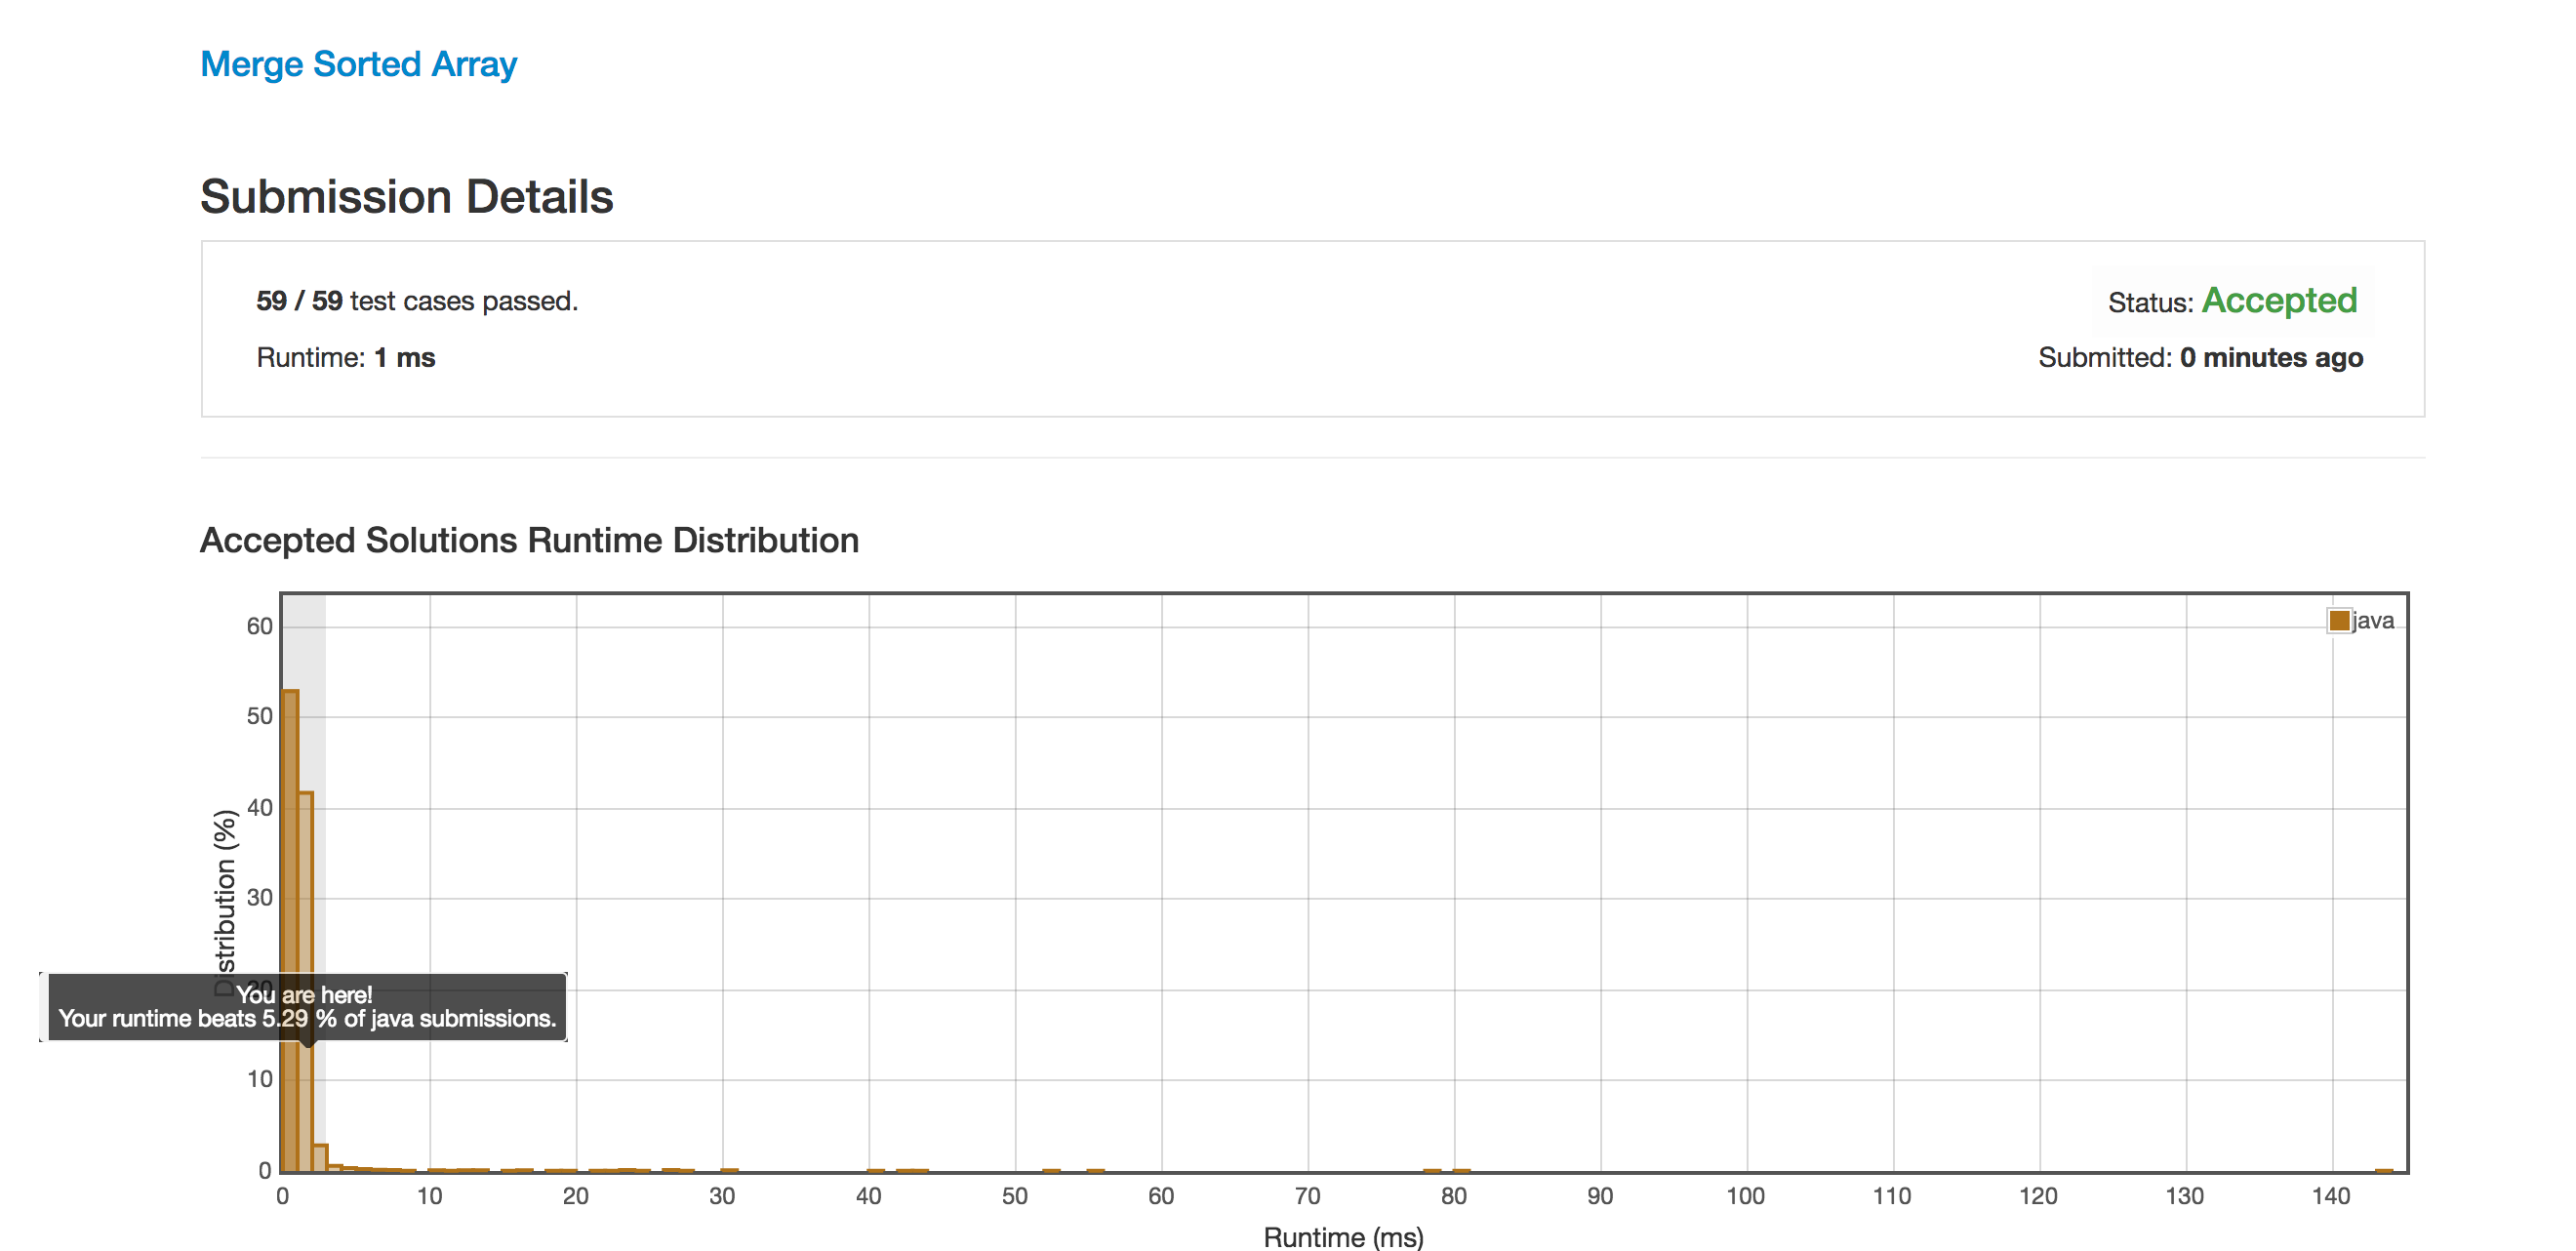 Merge Sorted Array
Submission Details
59 / 59 test cases passed.
Status: Accepted
Runtime: 1 ms
Submitted: 0 minutes ago
Accepted Solutions Runtime Distribution
java
60
50
40
30
20
10
0
Distribution (%)
You are here!
Your runtime beats 5.29 % of java submissions.
0 10 20 30 40 50 60 70 80 90 100 110 120 130 140
Runtime (ms)